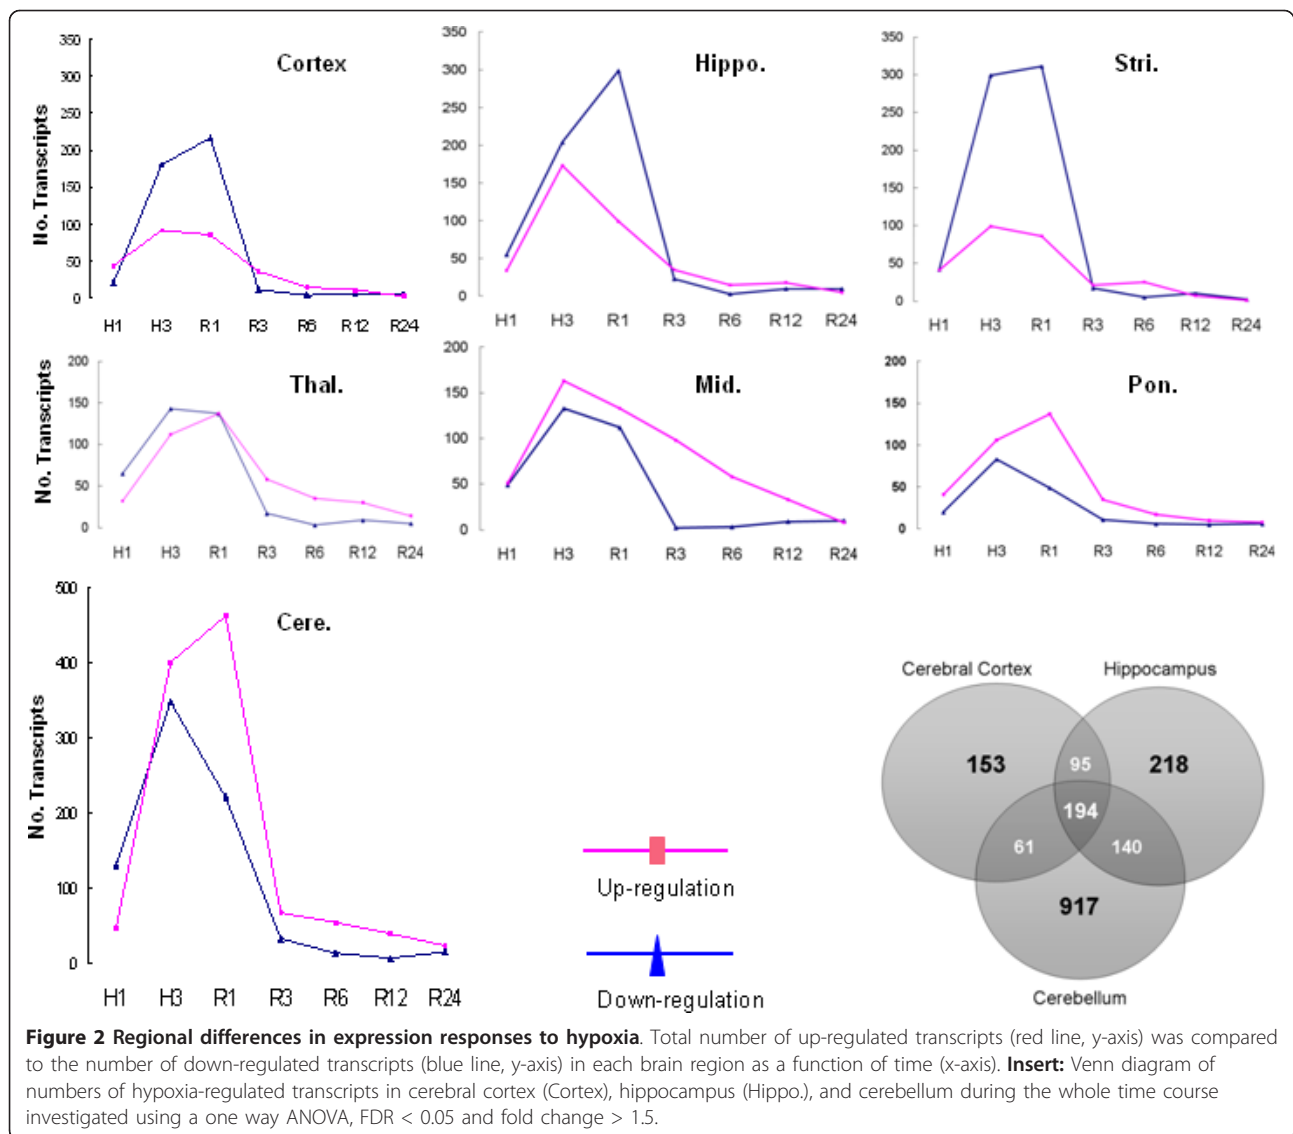 Cortex
No. Transcripts
350
300
250
200
150
100
50
0
H1 H3 R1 R3 R6 R12 R24
Hippo.
350
300
250
200
150
100
50
0
H1 H3 R1 R3 R6 R12 R24
Stri.
350
300
250
200
150
100
50
0
H1 H3 R1 R3 R6 R12 R24
Thal.
No. Transcripts
200
150
100
50
0
H1 H3 R1 R3 R6 R12 R24
Mid.
200
150
100
50
0
H1 H3 R1 R3 R6 R12 R24
Pon.
200
150
100
50
0
H1 H3 R1 R3 R6 R12 R24
Cere.
No. Transcripts
500
400
300
200
100
0
H1 H3 R1 R3 R6 R12 R24
Up-regulation
Down-regulation
Cerebral Cortex
Hippocampus
153
95
218
194
61
140
917
Cerebellum
Figure 2 Regional differences in expression responses to hypoxia. Total number of up-regulated transcripts (red line, y-axis) was compared
to the number of down-regulated transcripts (blue line, y-axis) in each brain region as a function of time (x-axis). Insert: Venn diagram of
numbers of hypoxia-regulated transcripts in cerebral cortex (Cortex), hippocampus (Hippo.), and cerebellum during the whole time course
investigated using a one way ANOVA, FDR < 0.05 and fold change > 1.5.